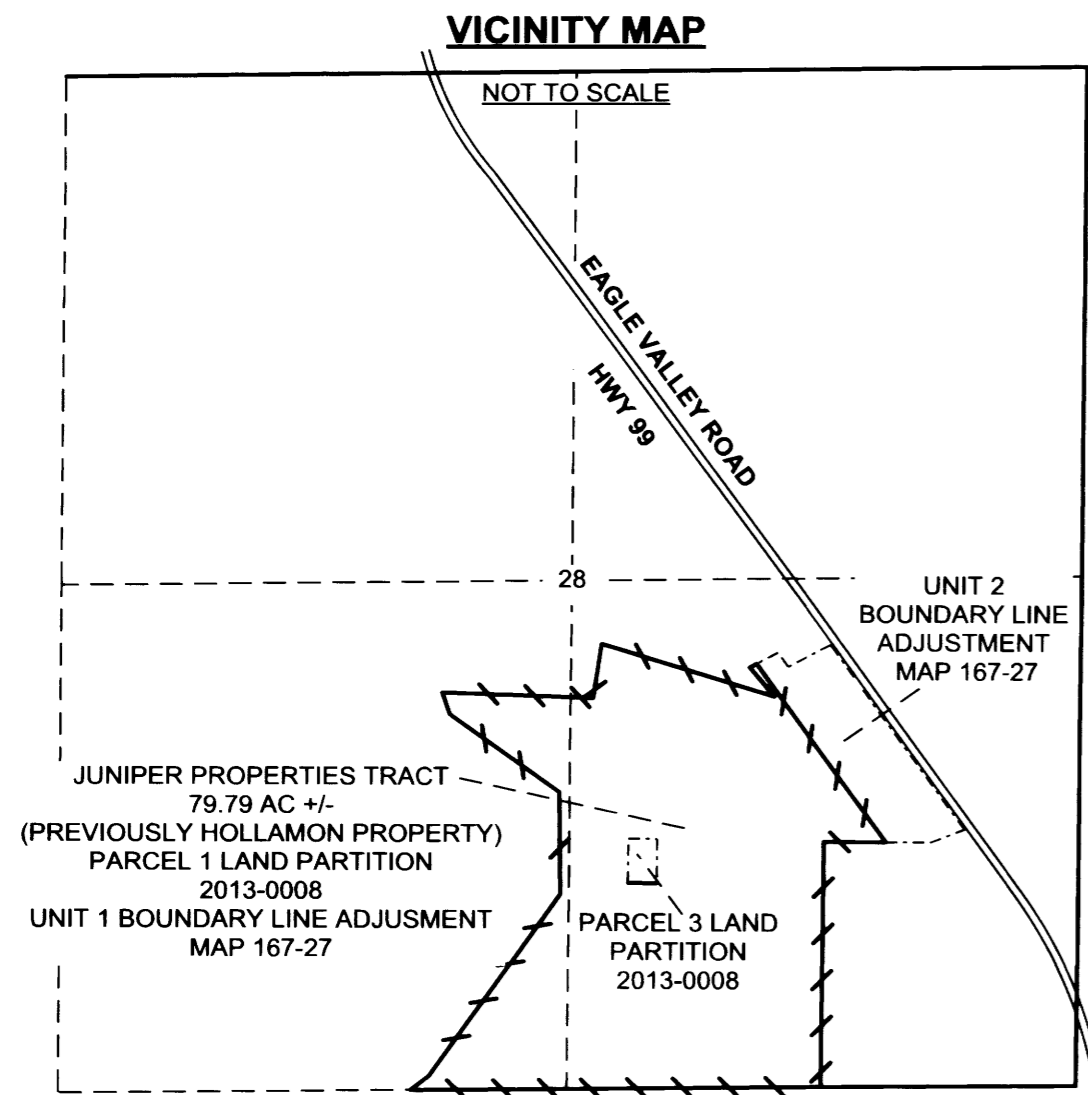 VICINITY MAP
NOT TO SCALE
EAGLE VALLEY ROAD
HWY 99
28
UNIT 2
BOUNDARY LINE
ADJUSTMENT
MAP 167-27
JUNIPER PROPERTIES TRACT
79.79 AC +/-
(PREVIOUSLY HOLLAMON PROPERTY)
PARCEL 1 LAND PARTITION
2013-0008
UNIT 1 BOUNDARY LINE ADJUSMENT
MAP 167-27
PARCEL 3 LAND
PARTITION
2013-0008